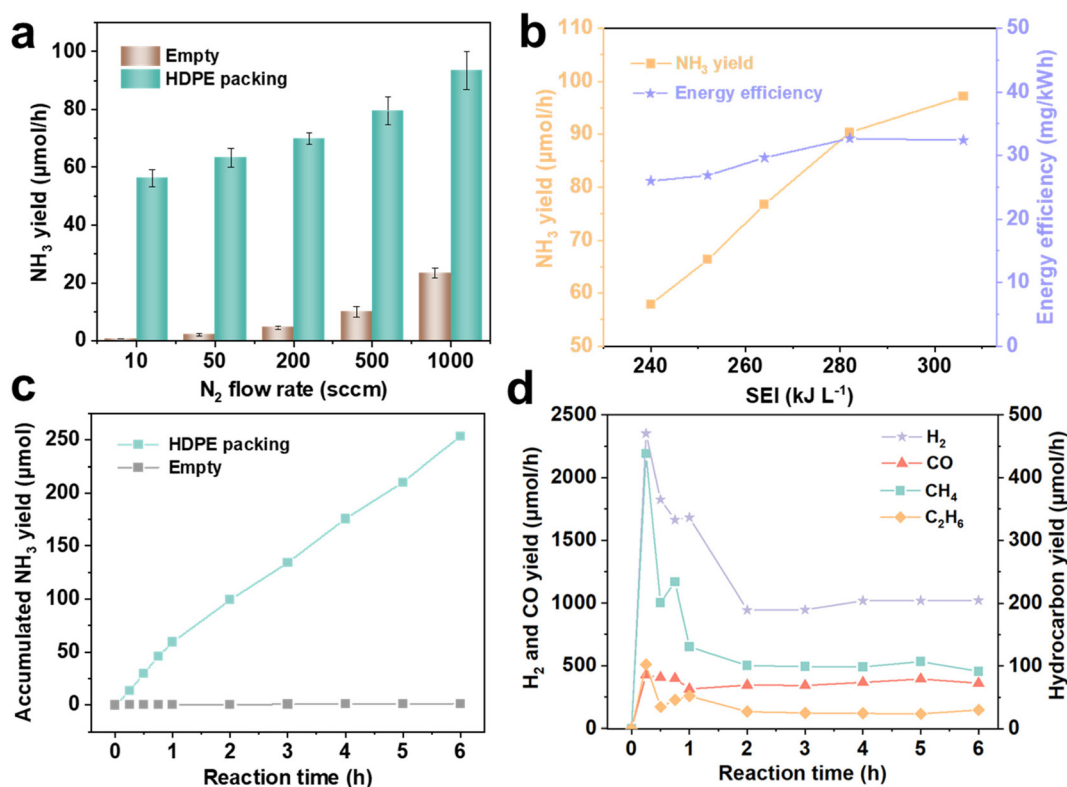 a
Empty
HDPE packing
NH₃ yield (μmol/h)
100
80
60
40
20
0
10 50 200 500 1000
N₂ flow rate (sccm)
b
NH₃ yield
Energy efficiency
NH₃ yield (μmol/h)
110
100
90
80
70
60
50
Energy efficiency (mg/kWh)
50
40
30
20
10
0
240 260 280 300
SEI (kJ L⁻¹)
c
HDPE packing
Empty
Accumulated NH₃ yield (μmol)
250
200
150
100
50
0
0 1 2 3 4 5 6
Reaction time (h)
d
H₂
CO
CH₄
C₂H₆
H₂ and CO yield (μmol/h)
2500
2000
1500
1000
500
0
Hydrocarbon yield (μmol/h)
500
400
300
200
100
0
0 1 2 3 4 5 6
Reaction time (h)